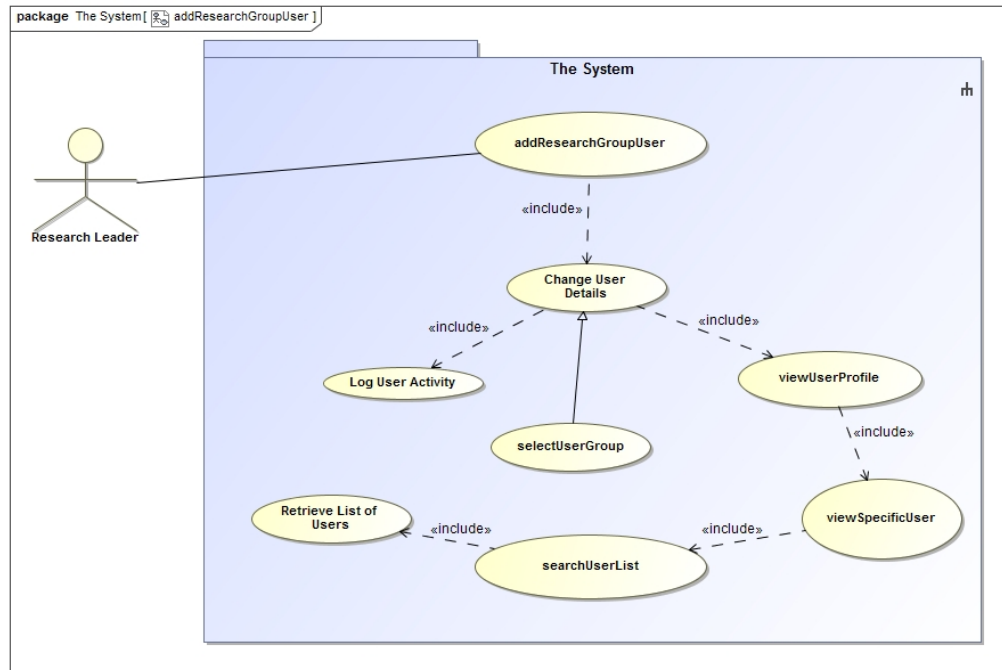 package The System[ addResearchGroupUser ]
The System
addResearchGroupUser
«include»
Research Leader
Change User
Details
«include»
«include»
Log User Activity
viewUserProfile
«include»
selectUserGroup
Retrieve List of
Users
«include»
«include»
viewSpecificUser
searchUserList